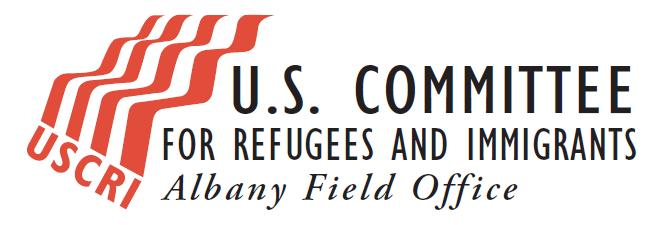 U.S. COMMITTEE
FOR REFUGEES AND IMMIGRANTS
USCRI
Albany Field Office